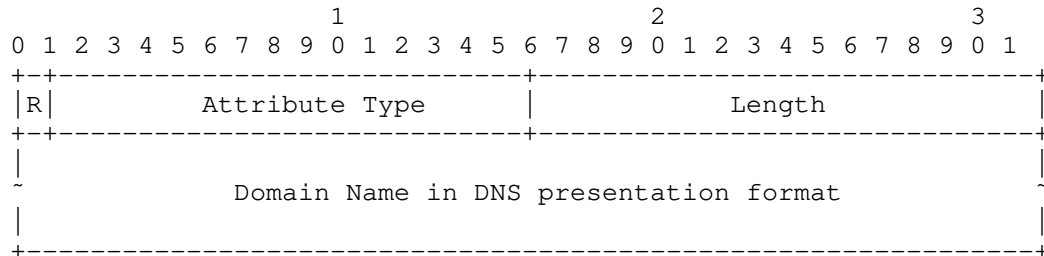 1                   2                   3
 0 1 2 3 4 5 6 7 8 9 0 1 2 3 4 5 6 7 8 9 0 1 2 3 4 5 6 7 8 9 0 1
+-+-----------------------------+-------------------------------+
|R|         Attribute Type      |            Length             |
+-+-----------------------------+-------------------------------+
|                                                               |
~             Domain Name in DNS presentation format            ~
|                                                               |
+---------------------------------------------------------------+